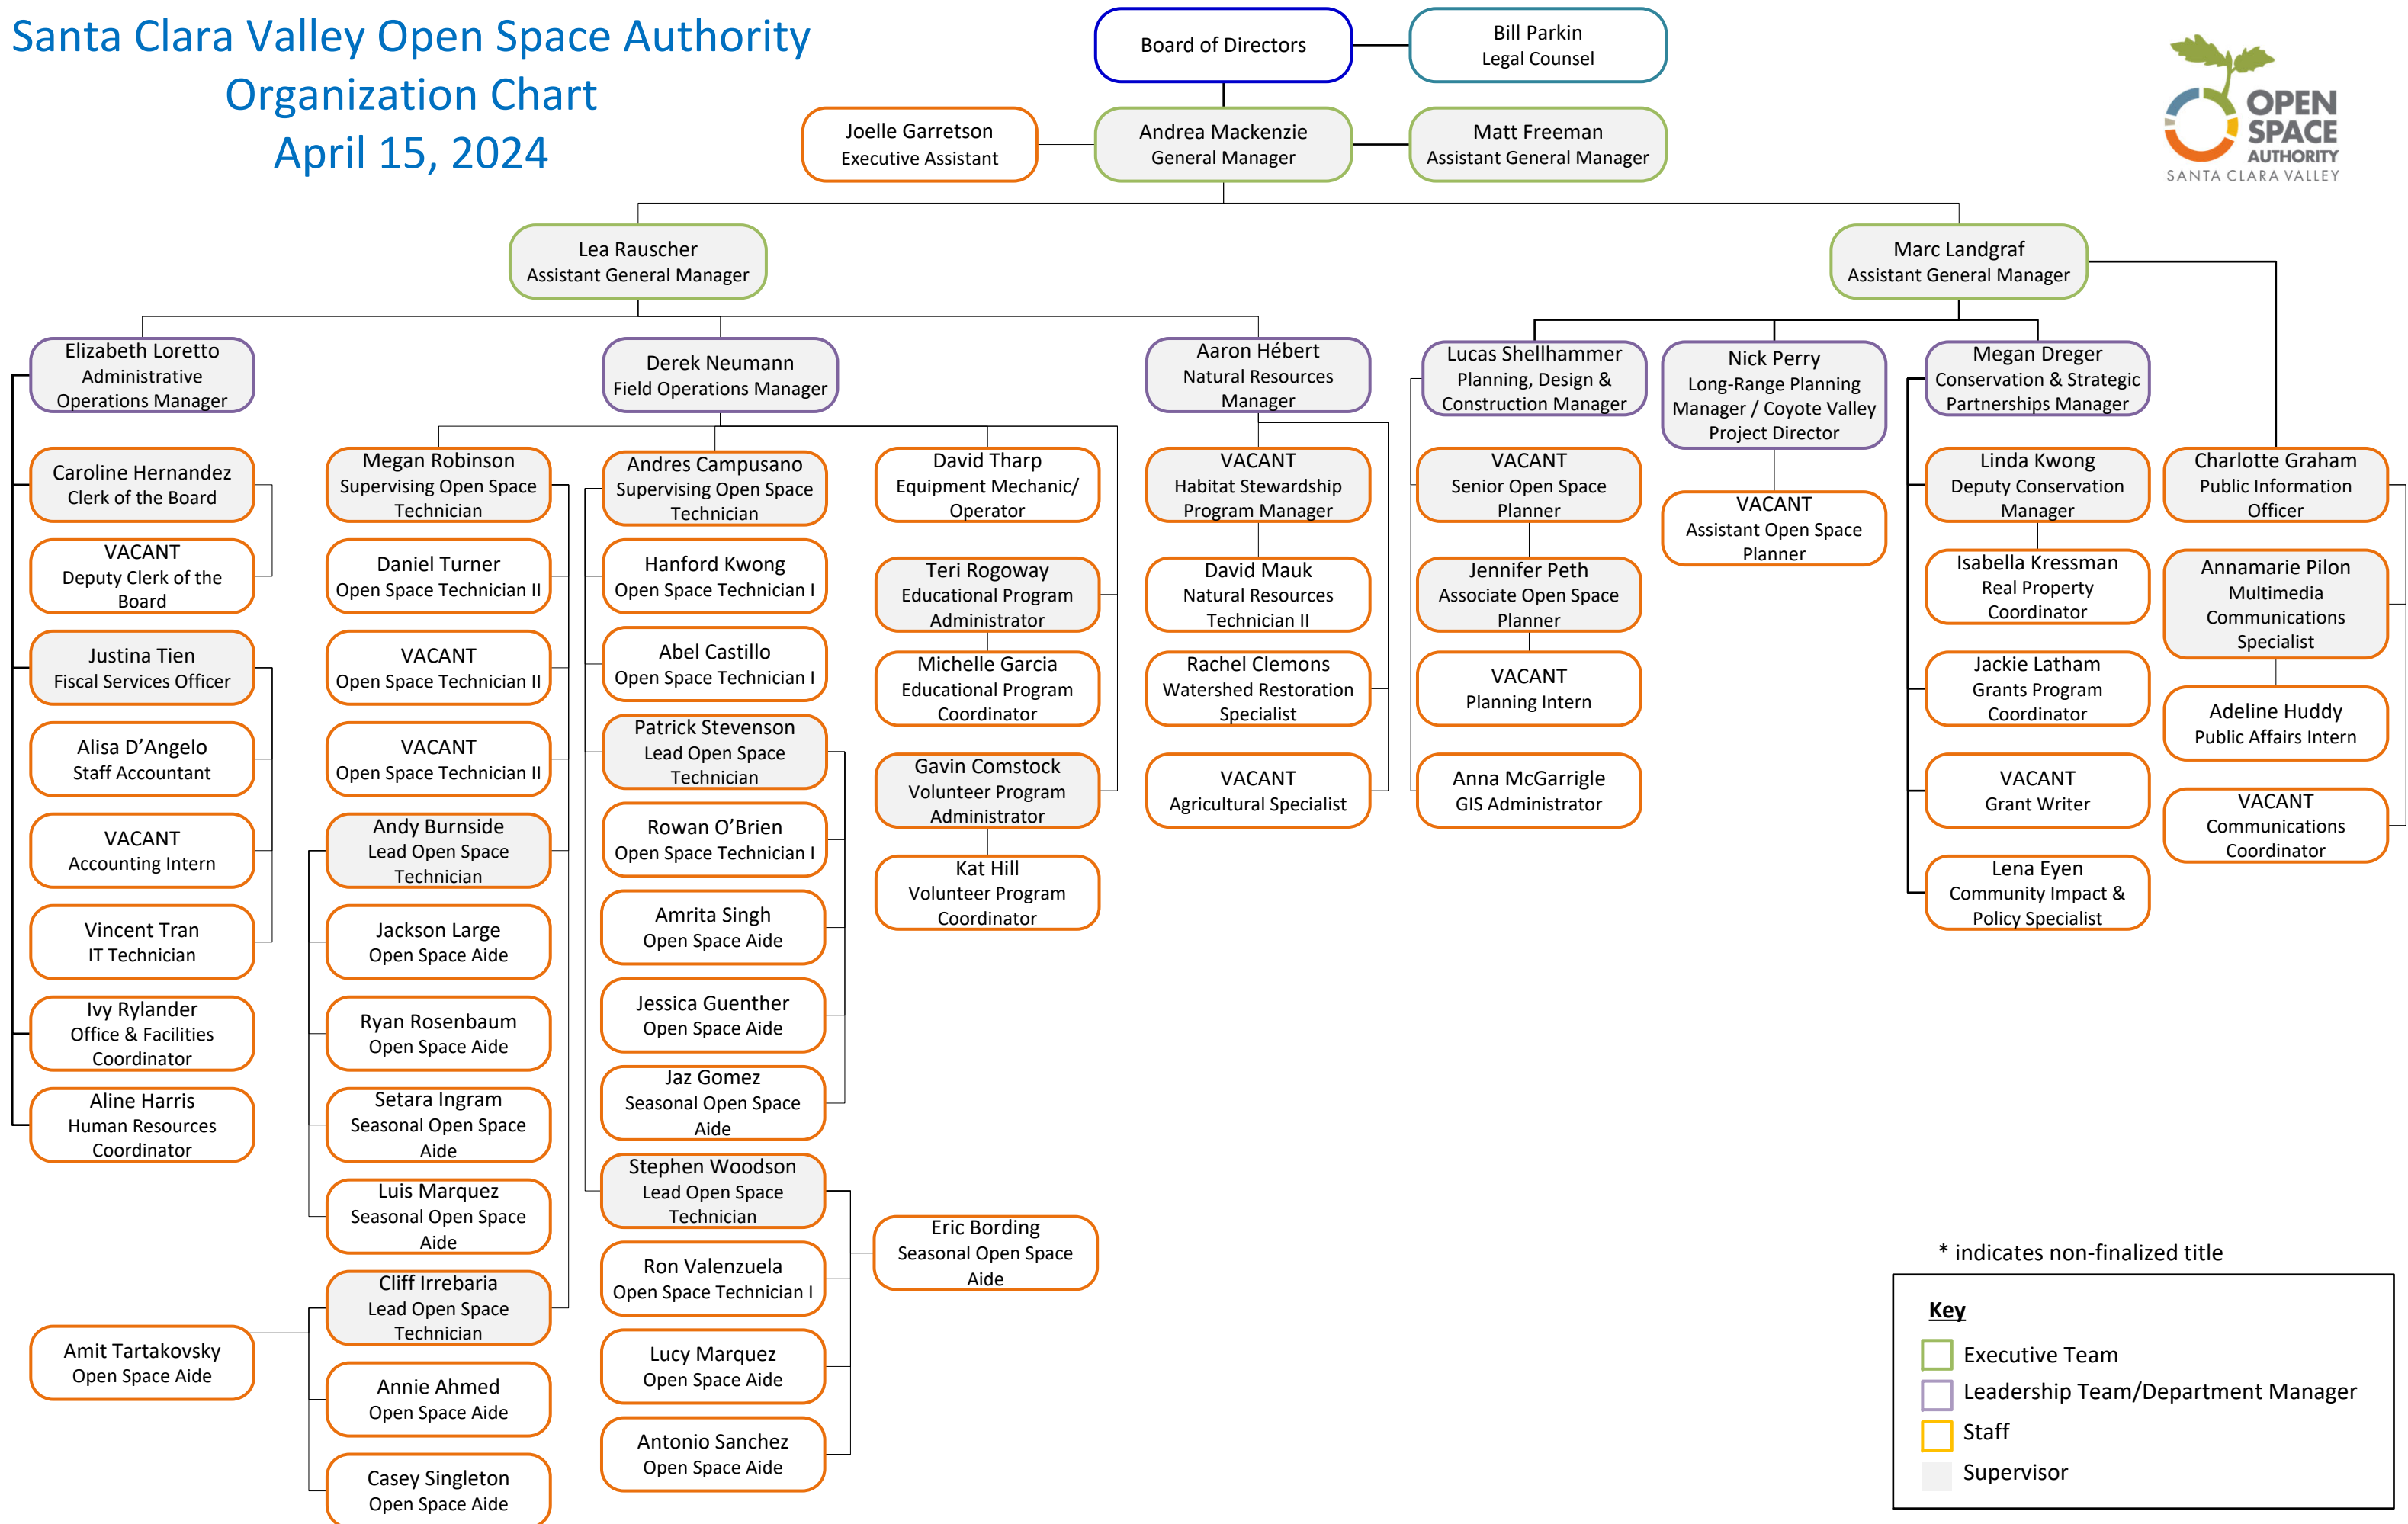 Santa Clara Valley Open Space Authority
Organization Chart
April 15, 2024
Board of Directors
Bill Parkin
Legal Counsel
OPEN
SPACE
AUTHORITY
SANTA CLARA VALLEY
Joelle Garretson
Executive Assistant
Andrea Mackenzie
General Manager
Matt Freeman
Assistant General Manager
Lea Rauscher
Assistant General Manager
Marc Landgraf
Assistant General Manager
Elizabeth Loretto
Administrative
Operations Manager
Derek Neumann
Field Operations Manager
Aaron Hébert
Natural Resources
Manager
Lucas Shellhammer
Planning, Design &
Construction Manager
Nick Perry
Long-Range Planning
Manager / Coyote Valley
Project Director
Megan Dreger
Conservation & Strategic
Partnerships Manager
Caroline Hernandez
Clerk of the Board
VACANT
Deputy Clerk of the
Board
Justina Tien
Fiscal Services Officer
Alisa D’Angelo
Staff Accountant
VACANT
Accounting Intern
Vincent Tran
IT Technician
Ivy Rylander
Office & Facilities
Coordinator
Aline Harris
Human Resources
Coordinator
Megan Robinson
Supervising Open Space
Technician
Daniel Turner
Open Space Technician II
VACANT
Open Space Technician II
VACANT
Open Space Technician II
Andy Burnside
Lead Open Space
Technician
Jackson Large
Open Space Aide
Ryan Rosenbaum
Open Space Aide
Setara Ingram
Seasonal Open Space
Aide
Luis Marquez
Seasonal Open Space
Aide
Cliff Irrebaria
Lead Open Space
Technician
Amit Tartakovsky
Open Space Aide
Annie Ahmed
Open Space Aide
Casey Singleton
Open Space Aide
Andres Campusano
Supervising Open Space
Technician
Hanford Kwong
Open Space Technician I
Abel Castillo
Open Space Technician I
Patrick Stevenson
Lead Open Space
Technician
Rowan O’Brien
Open Space Technician I
Amrita Singh
Open Space Aide
Jessica Guenther
Open Space Aide
Jaz Gomez
Seasonal Open Space
Aide
Stephen Woodson
Lead Open Space
Technician
Eric Bording
Seasonal Open Space
Aide
Ron Valenzuela
Open Space Technician I
Lucy Marquez
Open Space Aide
Antonio Sanchez
Open Space Aide
David Tharp
Equipment Mechanic/
Operator
Teri Rogoway
Educational Program
Administrator
Michelle Garcia
Educational Program
Coordinator
Gavin Comstock
Volunteer Program
Administrator
Kat Hill
Volunteer Program
Coordinator
VACANT
Habitat Stewardship
Program Manager
David Mauk
Natural Resources
Technician II
Rachel Clemons
Watershed Restoration
Specialist
VACANT
Agricultural Specialist
VACANT
Senior Open Space
Planner
Jennifer Peth
Associate Open Space
Planner
VACANT
Planning Intern
Anna McGarrigle
GIS Administrator
VACANT
Assistant Open Space
Planner
Linda Kwong
Deputy Conservation
Manager
Isabella Kressman
Real Property
Coordinator
Jackie Latham
Grants Program
Coordinator
VACANT
Grant Writer
Lena Eyen
Community Impact &
Policy Specialist
Charlotte Graham
Public Information
Officer
Annamarie Pilon
Multimedia
Communications
Specialist
Adeline Huddy
Public Affairs Intern
VACANT
Communications
Coordinator
* indicates non-finalized title
Key
Executive Team
Leadership Team/Department Manager
Staff
Supervisor